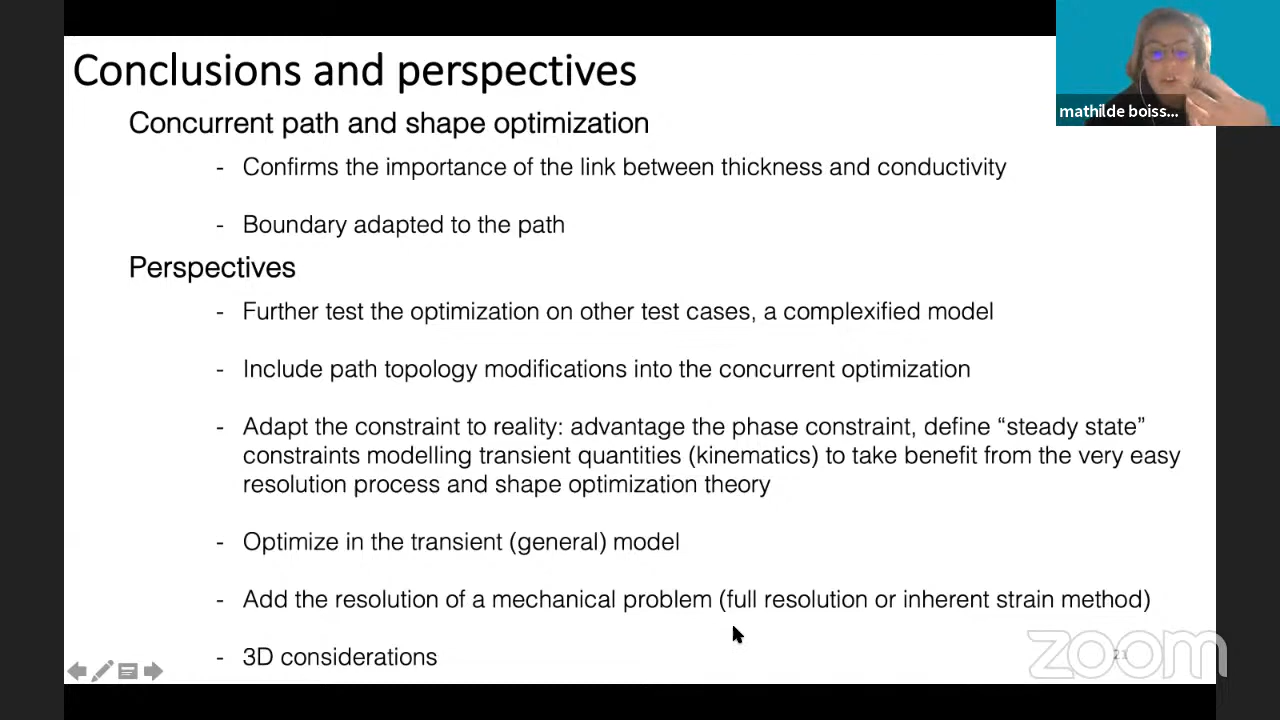 Conclusions and perspectives
mathilde boiss...
Concurrent path and shape optimization
- Confirms the importance of the link between thickness and conductivity
- Boundary adapted to the path
Perspectives
- Further test the optimization on other test cases, a complexified model
- Include path topology modifications into the concurrent optimization
- Adapt the constraint to reality: advantage the phase constraint, define “steady state”
constraints modelling transient quantities (kinematics) to take benefit from the very easy
resolution process and shape optimization theory
- Optimize in the transient (general) model
- Add the resolution of a mechanical problem (full resolution or inherent strain method)
- 3D considerations
zoom